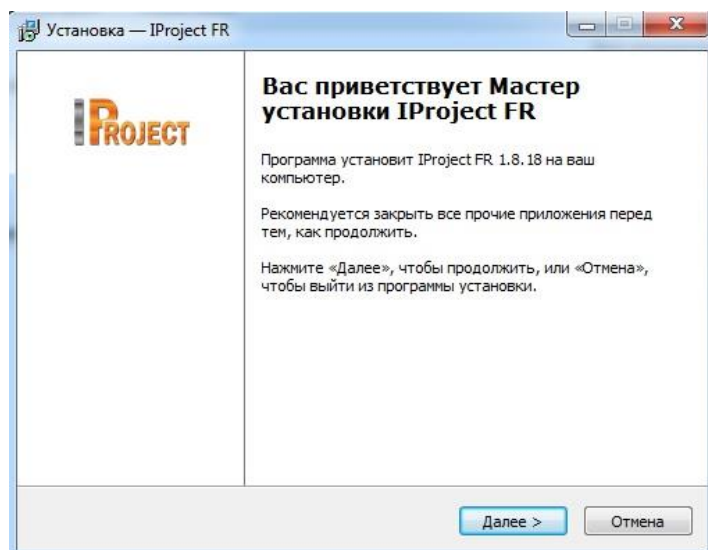 Установка — IProject FR
IPROJECT
Вас приветствует Мастер
установки IProject FR
Программа установит IProject FR 1.8.18 на ваш
компьютер.
Рекомендуется закрыть все прочие приложения перед
тем, как продолжить.
Нажмите «Далее», чтобы продолжить, или «Отмена»,
чтобы выйти из программы установки.
Далее >
Отмена